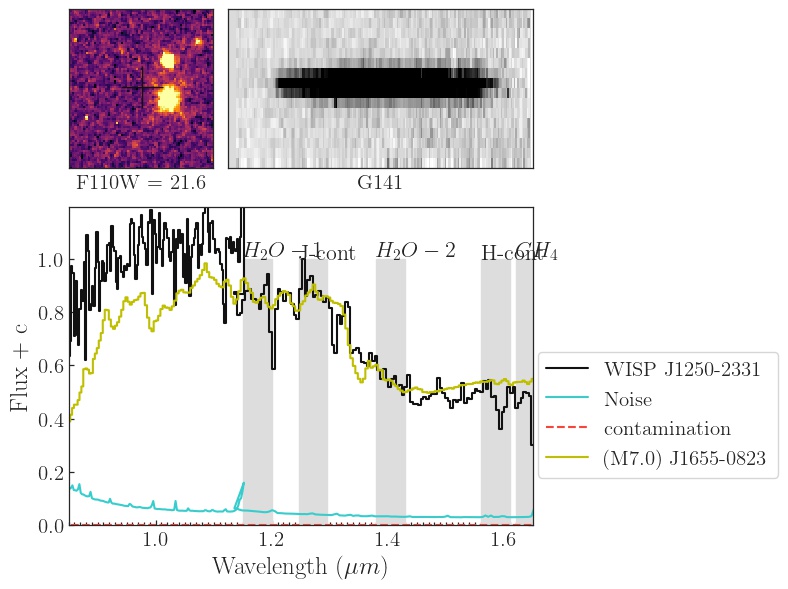 F110W = 21.6
G141
H₂O − 1
J-cont
H₂O − 2
H-cont
CH₄
1.0
0.8
0.6
0.4
0.2
0.0
Flux + c
1.0
1.2
1.4
1.6
Wavelength (μm)
WISP J1250-2331
Noise
contamination
(M7.0) J1655-0823